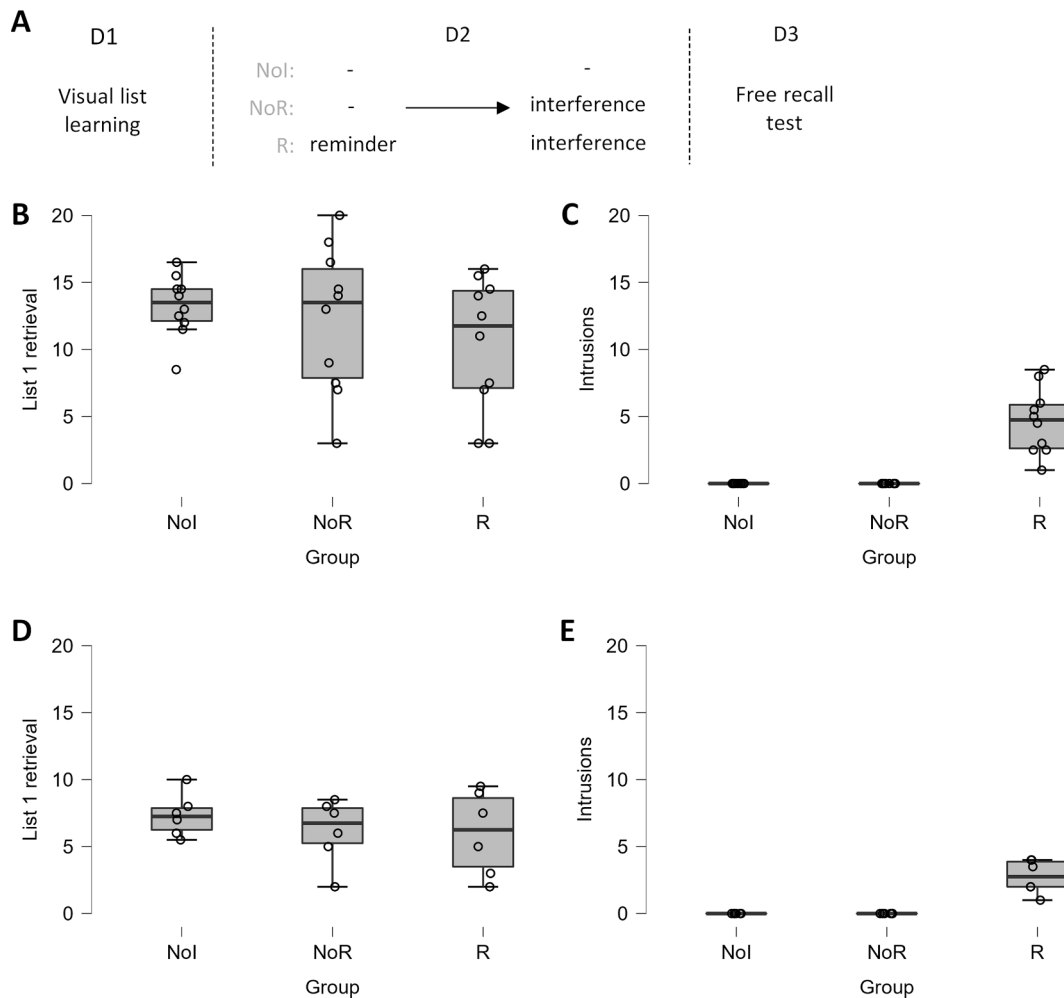 A
D1
D2
D3
NoI: - -
NoR: - interference
R: reminder interference
Visual list
learning
Free recall
test
B
20
15
10
5
0
List 1 retrieval
NoI NoR R
Group
C
20
15
10
5
0
Intrusions
NoI NoR R
Group
D
20
15
10
5
0
List 1 retrieval
NoI NoR R
Group
E
20
15
10
5
0
Intrusions
NoI NoR R
Group